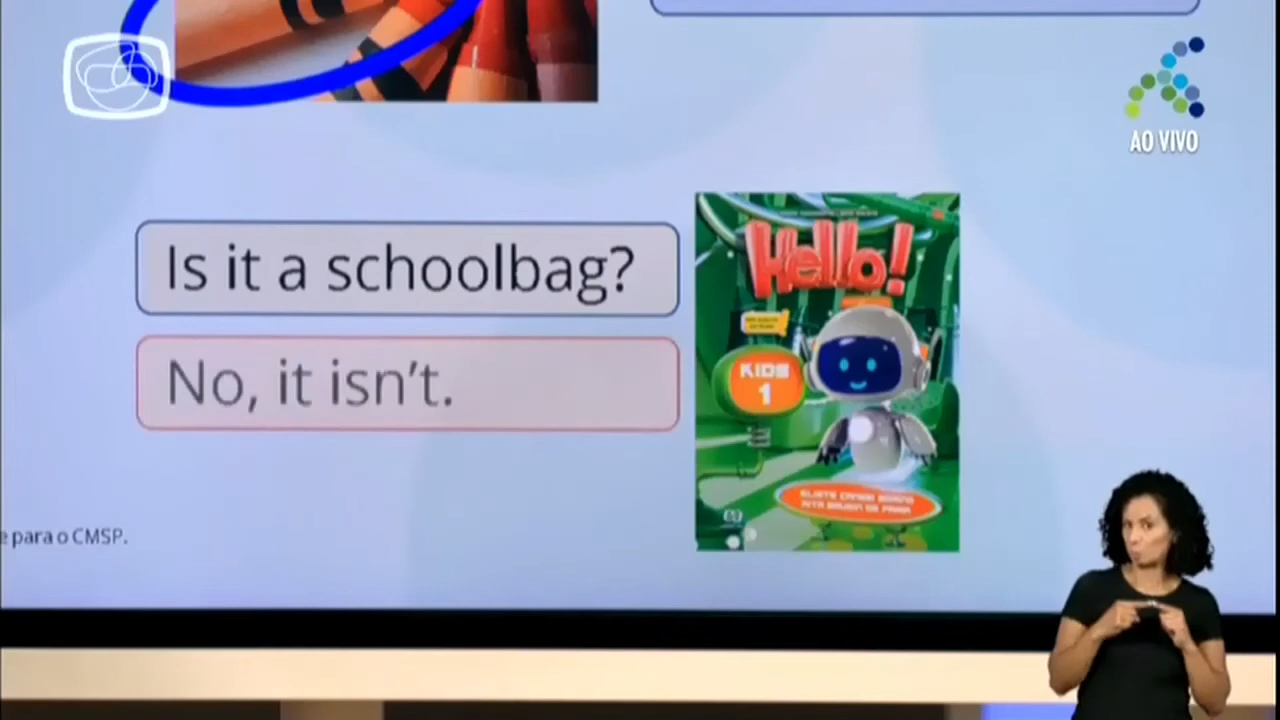 AO VIVO
Is it a schoolbag?
Hello!
No, it isn't.
KIDS
1
e para o CMSP.